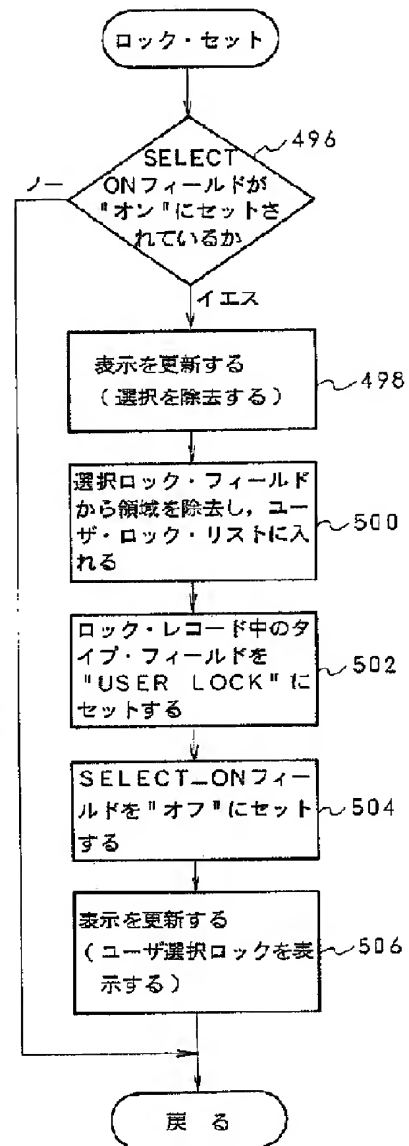 ロック・セット
496
SELECT
ONフィールドが
"オン"にセットさ
れているか
ノー
イエス
表示を更新する
(選択を除去する)
498
選択ロック・フィールド
から領域を除去し,ユー
ザ・ロック・リストに入
れる
500
ロック・レコード中のタ
イプ・フィールドを
"USER LOCK"に
セットする
502
SELECT_ONフィー
ルドを"オフ"にセット
する
504
表示を更新する
(ユーザ選択ロックを表
示する)
506
戻る